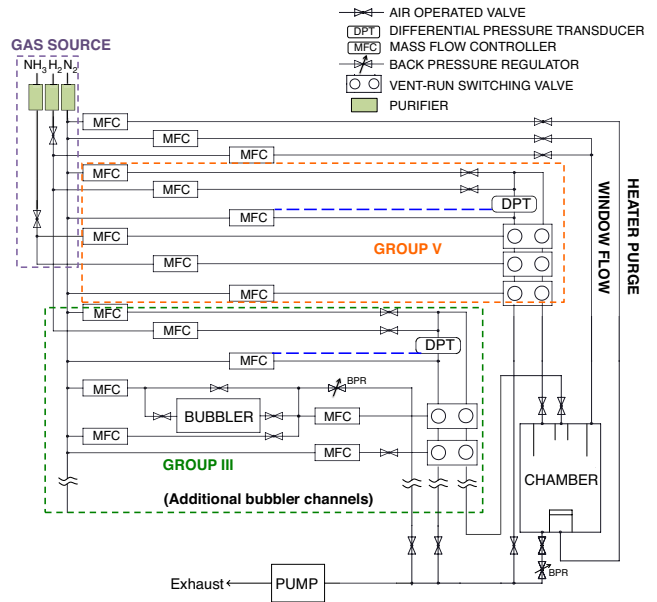 AIR OPERATED VALVE
DPT DIFFERENTIAL PRESSURE TRANSDUCER
MFC MASS FLOW CONTROLLER
BACK PRESSURE REGULATOR
VENT-RUN SWITCHING VALVE
PURIFIER
GAS SOURCE
NH3 H2 N2
MFC
MFC
MFC
MFC
MFC
DPT
MFC
MFC
GROUP V
MFC
MFC
WINDOW FLOW
HEATER PURGE
MFC
MFC
DPT
MFC
MFC
BPR
BUBBLER
MFC
MFC
MFC
GROUP III
(Additional bubbler channels)
CHAMBER
BPR
Exhaust
PUMP